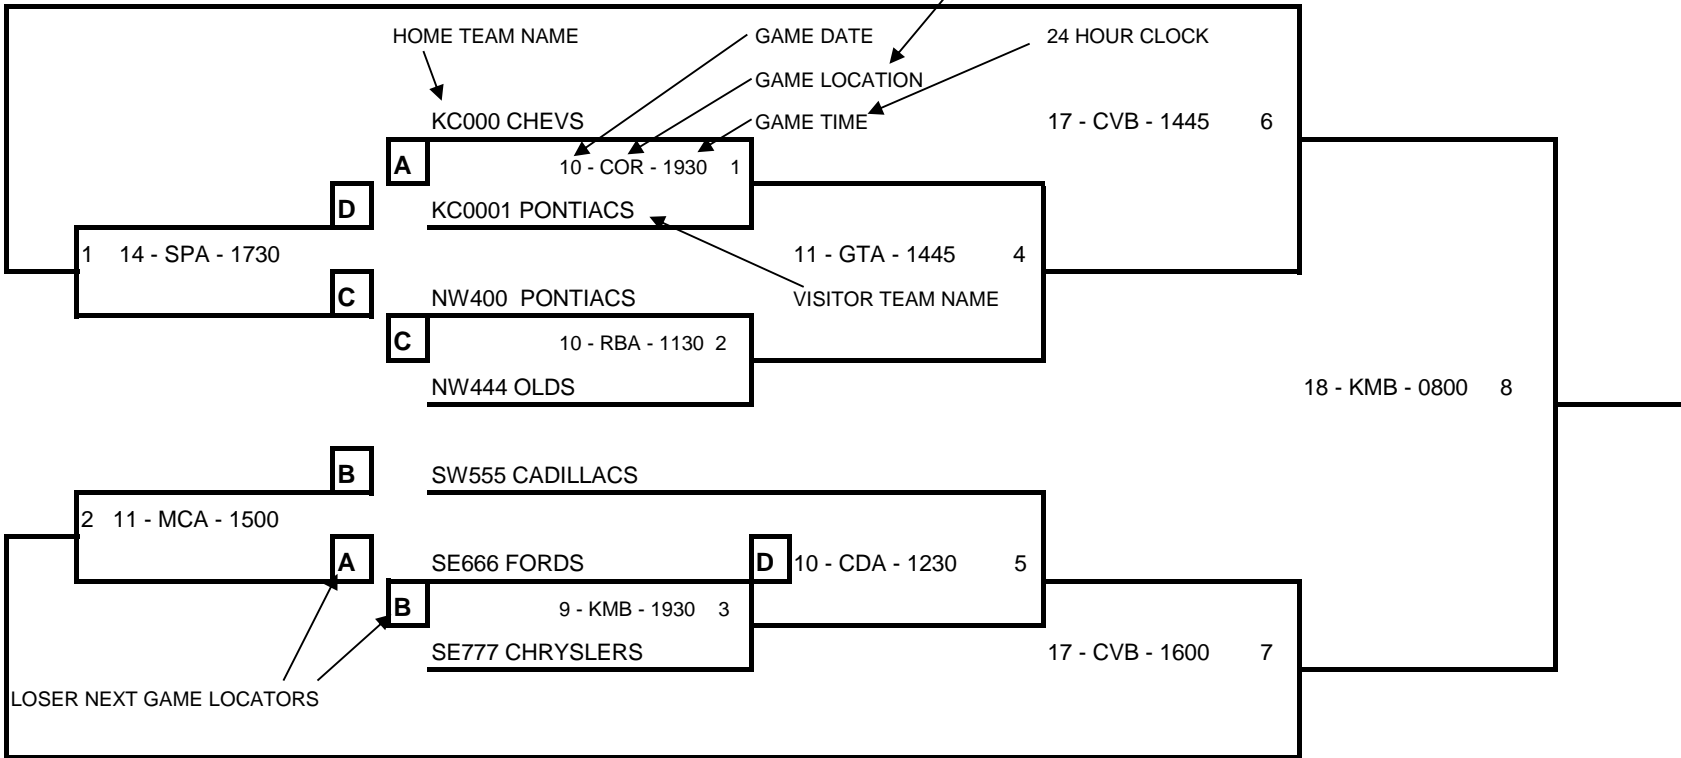 HOME TEAM NAME
GAME DATE
24 HOUR CLOCK
GAME LOCATION
KC000 CHEVS
GAME TIME
17 - CVB - 1445 6
A
10 - COR - 1930 1
D
KC0001 PONTIACS
1 14 - SPA - 1730
11 - GTA - 1445 4
C
NW400 PONTIACS
VISITOR TEAM NAME
C
10 - RBA - 1130 2
NW444 OLDS
18 - KMB - 0800 8
B
SW555 CADILLACS
2 11 - MCA - 1500
A
SE666 FORDS
D
10 - CDA - 1230 5
B
9 - KMB - 1930 3
SE777 CHRYSLERS
17 - CVB - 1600 7
LOSER NEXT GAME LOCATORS